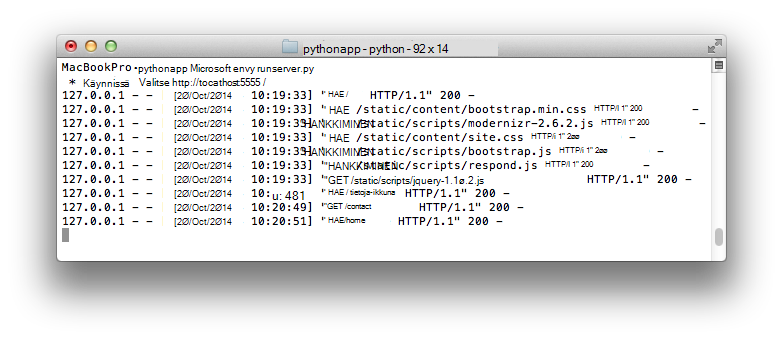 pythonapp - python - 92 x 14
MacBookPro •pythonapp Microsoft envy runserver.py
* Käynnissä Valitse http://tocathost5555 /
127.0.0.1 - - [2Ø/Oct/2Ø14 10:19:33] "' HAE / HTTP/1.1" 200 -
127.0.0.1 - - [2Ø/Oct/2Ø14 10:19:33] " HAE /static/content/bootstrap.min.css HTTP/l 1" 200 -
127.0.0.1 - - [2Ø/Oct/2Ø14 10:19:33 HANKKIMINEN /static/scripts/modernizr-2.6.2.js HTTP/l 1" 200 -
127.0.0.1 - - [2Ø/Oct/2Ø14 10:19:33] " HAE /static/content/site.css HTTP/l 1" 2øø -
127.0.0.1 - - [2Ø/Oct/2Ø14 10:19:33 HANKKIMINEN /static/scripts/bootstrap.js HTTP/l 1" 2øø -
127.0.0.1 - - [2Ø/Oct/2Ø14 10:19:33] "HANKKIMINEN /static/scripts/respond.js HTTP/l 1" 200 -
127.0.0.1 - - [2Ø/Oct/2Ø14 10:19:33] '"GET /static/scripts/jquery-1.1ø.2.js HTTP/1.1" 200 -
127.0.0.1 - - [2Ø/Oct/2Ø14 10: u: 481 " HAE / tietoja-ikkuna HTTP/1.1" 200 -
127.0.0.1 - - [2Ø/Oct/2Ø14 10:20:49] '"GET /contact HTTP/1.1" 200 -
127.0.0.1 - - [2Ø/Oct/2Ø14 10:20:51] " HAE/home HTTP/1.1" 200 -